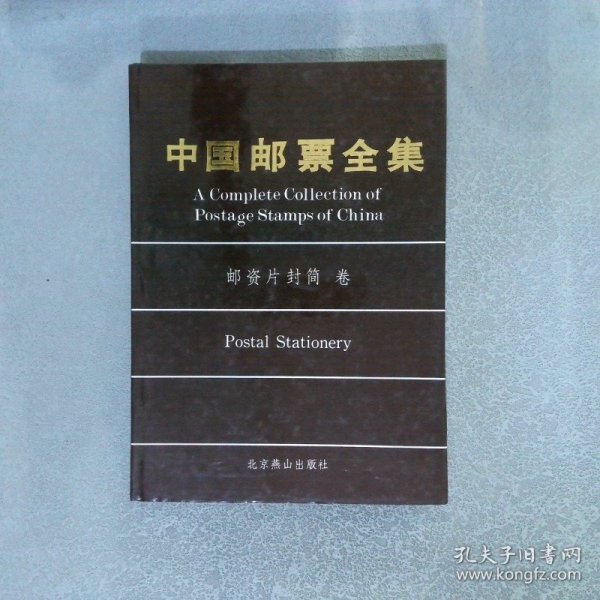 中国邮票全集
A Complete Collection of
Postage Stamps of China
邮资片封简 卷
Postal Stationery
北京燕山出版社
孔夫子旧书网
www.kongfz.com